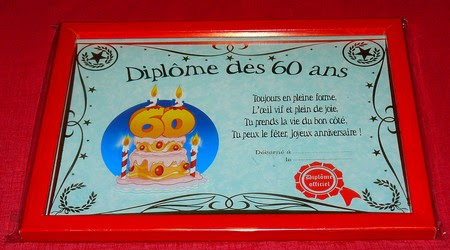 Diplôme des 60 ans
60
Toujours en pleine forme.
L'œil vif et plein de joie.
Tu prends la vie du bon côté.
Tu peux le fêter, joyeux anniversaire !
Décerné à
le
Diplôme
officiel